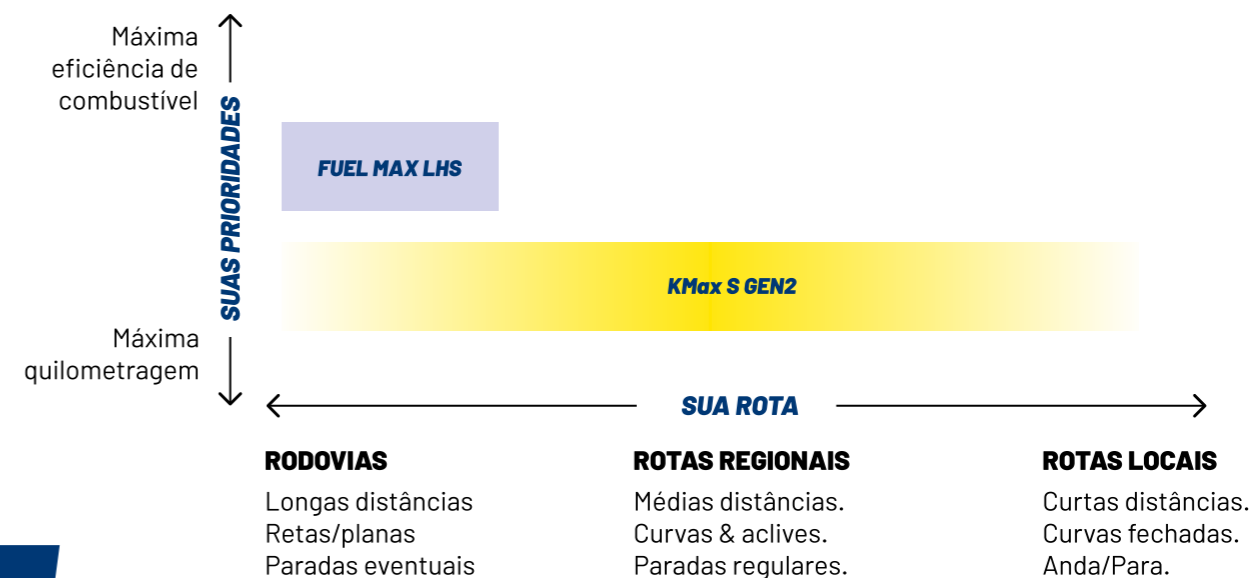 Máxima
eficiência de
combustível
SUAS PRIORIDADES
FUEL MAX LHS
KMax S GEN2
Máxima
quilometragem
SUA ROTA
RODOVIAS
Longas distâncias
Retas/planas
Paradas eventuais
ROTAS REGIONAIS
Médias distâncias.
Curvas & aclives.
Paradas regulares.
ROTAS LOCAIS
Curtas distâncias.
Curvas fechadas.
Anda/Para.